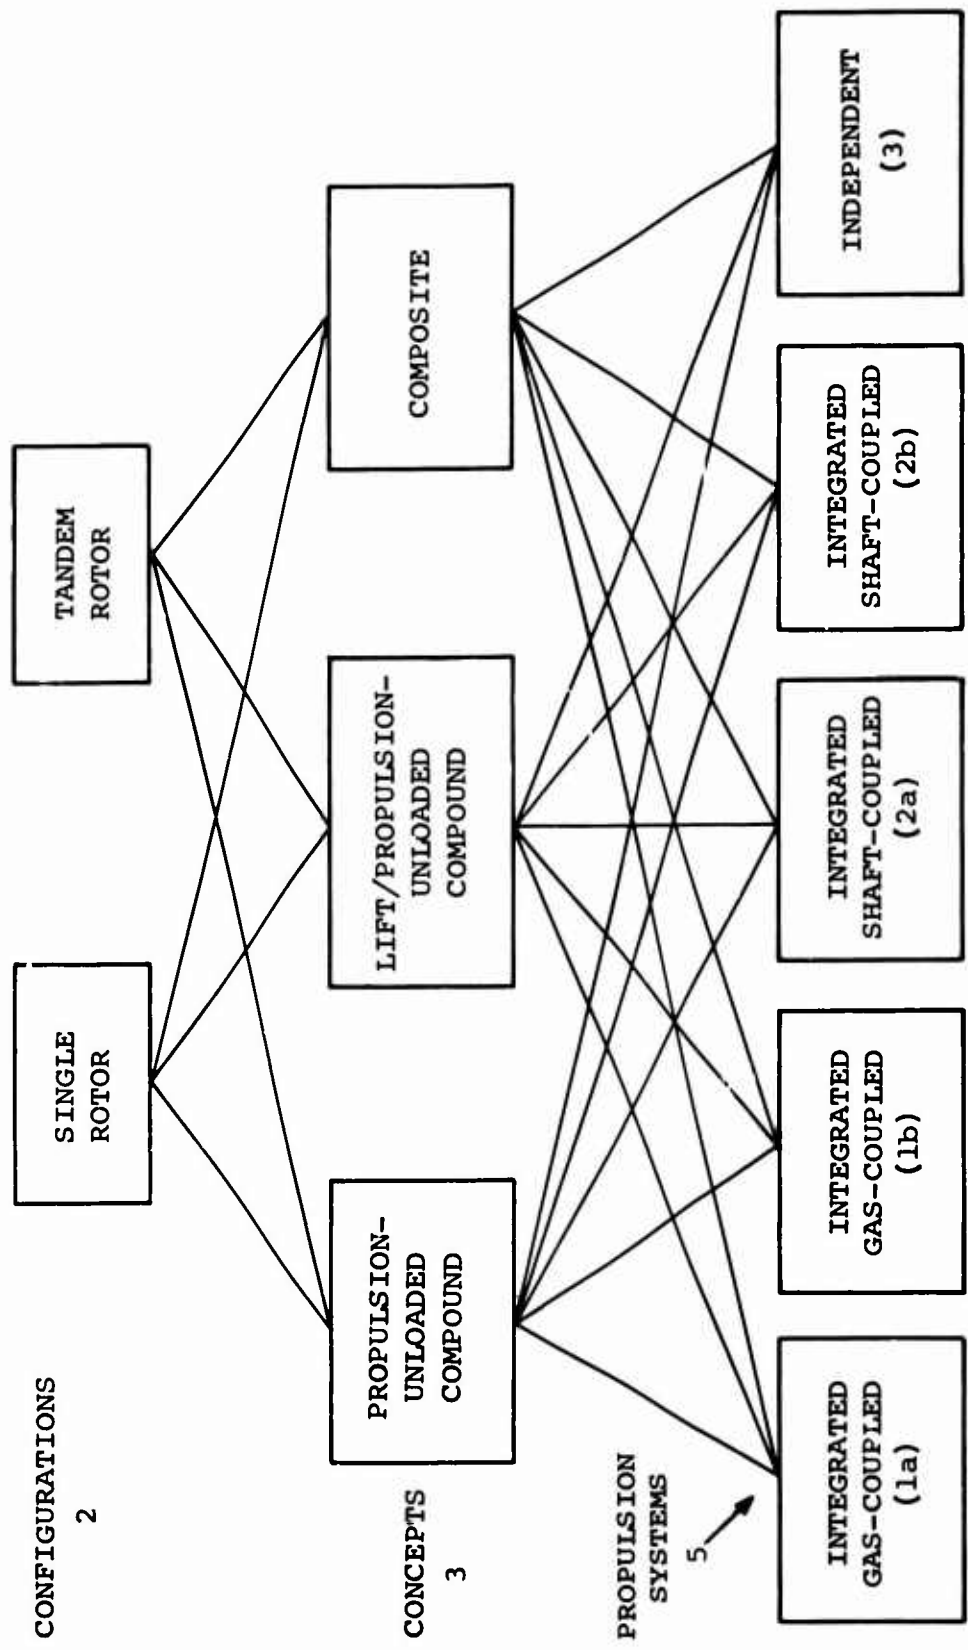 CONFIGURATIONS
2
SINGLE
ROTOR
TANDEM
ROTOR
CONCEPTS
3
PROPULSION-
UNLOADED
COMPOUND
LIFT/PROPULSION-
UNLOADED
COMPOUND
COMPOSITE
PROPULSION
SYSTEMS
5
INTEGRATED
GAS-COUPLED
(1a)
INTEGRATED
GAS-COUPLED
(1b)
INTEGRATED
SHAFT-COUPLED
(2a)
INTEGRATED
SHAFT-COUPLED
(2b)
INDEPENDENT
(3)